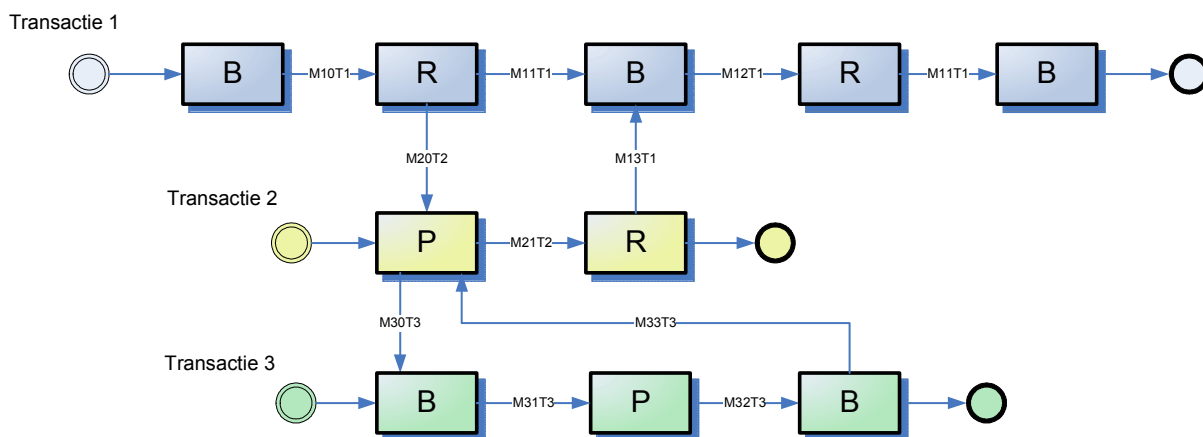 Transactie 1
B
M10T1
R
M11T1
B
M12T1
R
M11T1
B
M20T2
M13T1
Transactie 2
P
M21T2
R
M30T3
M33T3
Transactie 3
B
M31T3
P
M32T3
B